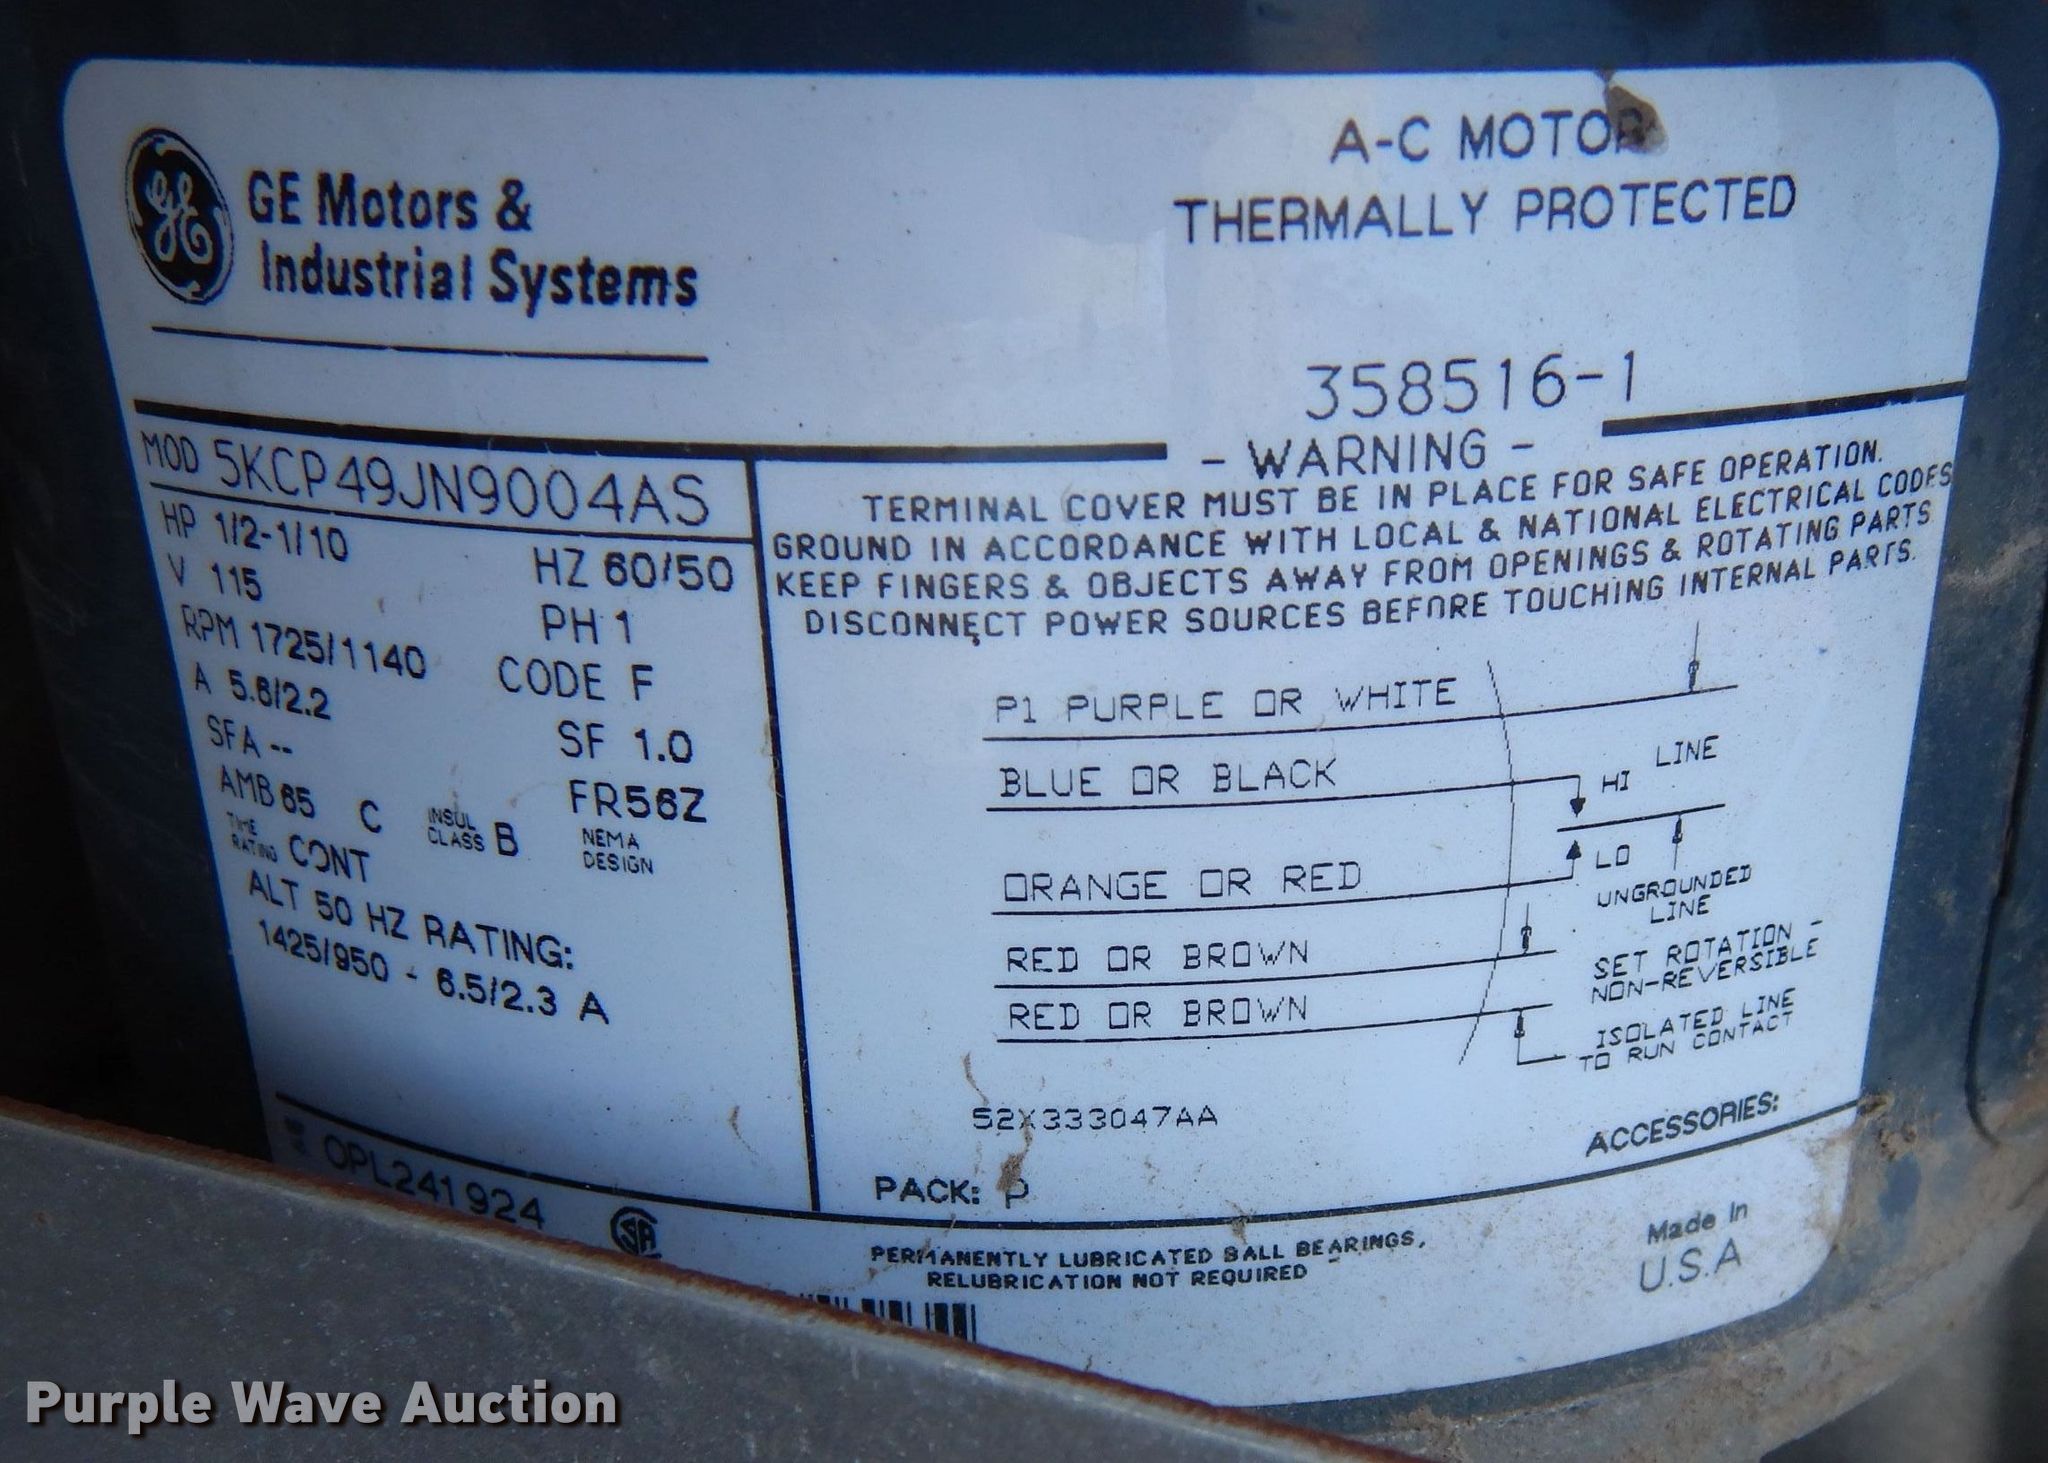 GE
GE Motors &
Industrial Systems
A-C MOTOR
THERMALLY PROTECTED
358516-1
MOD 5KCP49JN9004AS
HP 1/2-1/10
HZ 60/50
V 115
PH 1
RPM 1725/1140
CODE F
A 5.6/2.2
SF 1.0
SFA --
FR56Z
AMB 65 C INSUL CLASS B
NEMA
DESIGN
TIME
RATING CONT
ALT 50 HZ RATING:
1425/950 - 6.5/2.3 A
- WARNING -
TERMINAL COVER MUST BE IN PLACE FOR SAFE OPERATION.
GROUND IN ACCORDANCE WITH LOCAL & NATIONAL ELECTRICAL CODES
KEEP FINGERS & OBJECTS AWAY FROM OPENINGS & ROTATING PARTS
DISCONNECT POWER SOURCES BEFORE TOUCHING INTERNAL PARTS.
P1 PURPLE OR WHITE
LINE
BLUE OR BLACK
HI
LO
ORANGE OR RED
UNGROUNDED
LINE
RED OR BROWN
SET ROTATION -
NON-REVERSIBLE
RED OR BROWN
ISOLATED LINE
TO RUN CONTACT
52X333047AA
ACCESSORIES:
PACK: P
OPL241924
SA
PERMANENTLY LUBRICATED BALL BEARINGS,
RELUBRICATION NOT REQUIRED
Made In
U.S.A
Purple Wave Auction